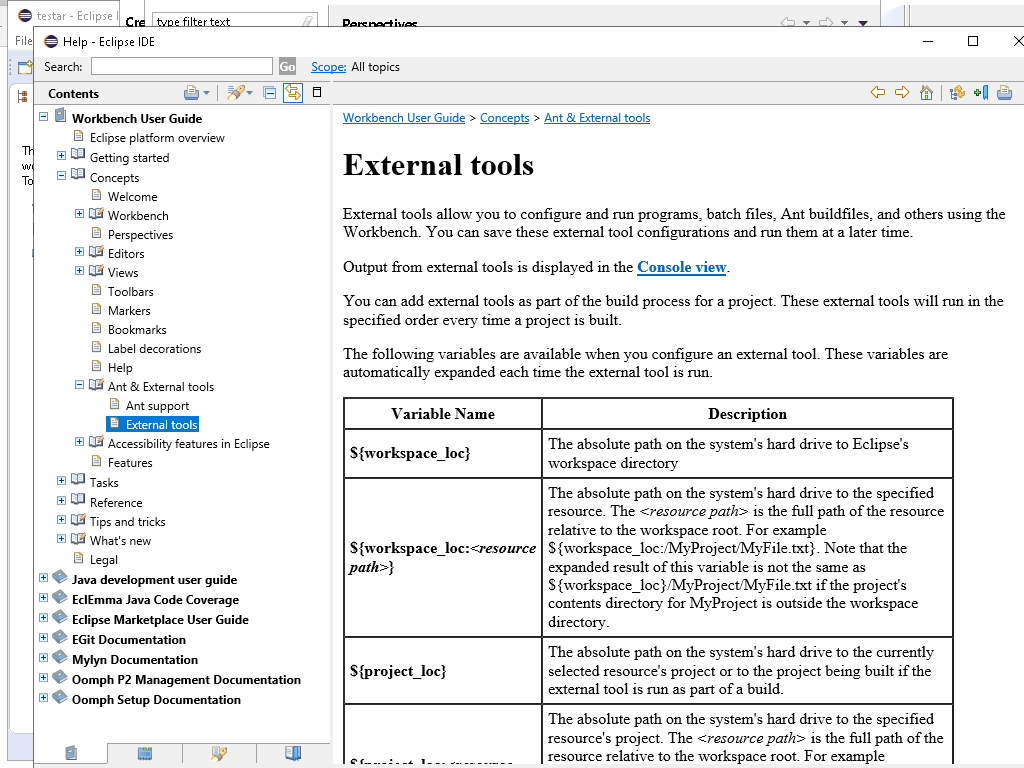 testar - Eclipse I
Cre
type filter text
Perspectives
File
Help - Eclipse IDE
Search:
Go
Scope: All topics
Contents
Workbench User Guide
Eclipse platform overview
Getting started
Concepts
Welcome
Workbench
Perspectives
Editors
Views
Toolbars
Markers
Bookmarks
Label decorations
Help
Ant & External tools
Ant support
External tools
Accessibility features in Eclipse
Features
Tasks
Reference
Tips and tricks
What's new
Legal
Java development user guide
EclEmma Java Code Coverage
Eclipse Marketplace User Guide
EGit Documentation
Mylyn Documentation
Oomph P2 Management Documentation
Oomph Setup Documentation
Th
wo
To
Workbench User Guide > Concepts > Ant & External tools
External tools
External tools allow you to configure and run programs, batch files, Ant buildfiles, and others using the
Workbench. You can save these external tool configurations and run them at a later time.
Output from external tools is displayed in the Console view.
You can add external tools as part of the build process for a project. These external tools will run in the
specified order every time a project is built.
The following variables are available when you configure an external tool. These variables are
automatically expanded each time the external tool is run.
Variable Name
Description
${workspace_loc}
The absolute path on the system's hard drive to Eclipse's
workspace directory
${workspace_loc:<resource
path>}
The absolute path on the system's hard drive to the specified
resource. The <resource path> is the full path of the resource
relative to the workspace root. For example
${workspace_loc:/MyProject/MyFile.txt}. Note that the
expanded result of this variable is not the same as
${workspace_loc}/MyProject/MyFile.txt if the project's
contents directory for MyProject is outside the workspace
directory.
${project_loc}
The absolute path on the system's hard drive to the currently
selected resource's project or to the project being built if the
external tool is run as part of a build.
${project_loc:<resource
The absolute path on the system's hard drive to the specified
resource's project. The <resource path> is the full path of the
resource relative to the workspace root. For example